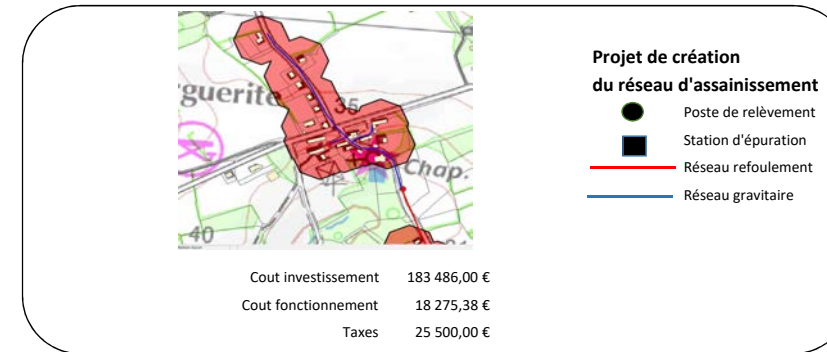 guerite
35
Chap.
40
Projet de création
du réseau d'assainissement
Poste de relèvement
Station d'épuration
Réseau refoulement
Réseau gravitaire
Cout investissement 183 486,00 €
Cout fonctionnement 18 275,38 €
Taxes 25 500,00 €